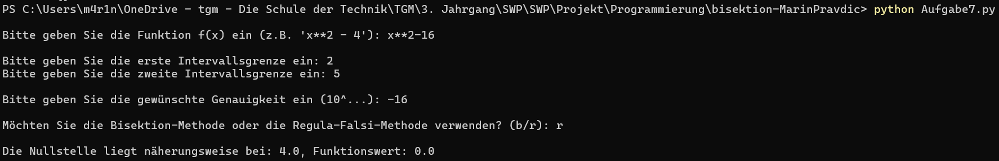 PS C:\Users\m4r1n\OneDrive - tgm - Die Schule der Technik\TGM\3. Jahrgang\SWP\SWP\Projekt\Programmierung\bisektion-MarinPravdic> python Aufgabe7.py
Bitte geben Sie die Funktion f(x) ein (z.B. 'x**2 - 4'): x**2-16
Bitte geben Sie die erste Intervallsgrenze ein: 2
Bitte geben Sie die zweite Intervallsgrenze ein: 5
Bitte geben Sie die gewünschte Genauigkeit ein (10^...): -16
Möchten Sie die Bisektion-Methode oder die Regula-Falsi-Methode verwenden? (b/r): r
Die Nullstelle liegt näherungsweise bei: 4.0, Funktionswert: 0.0